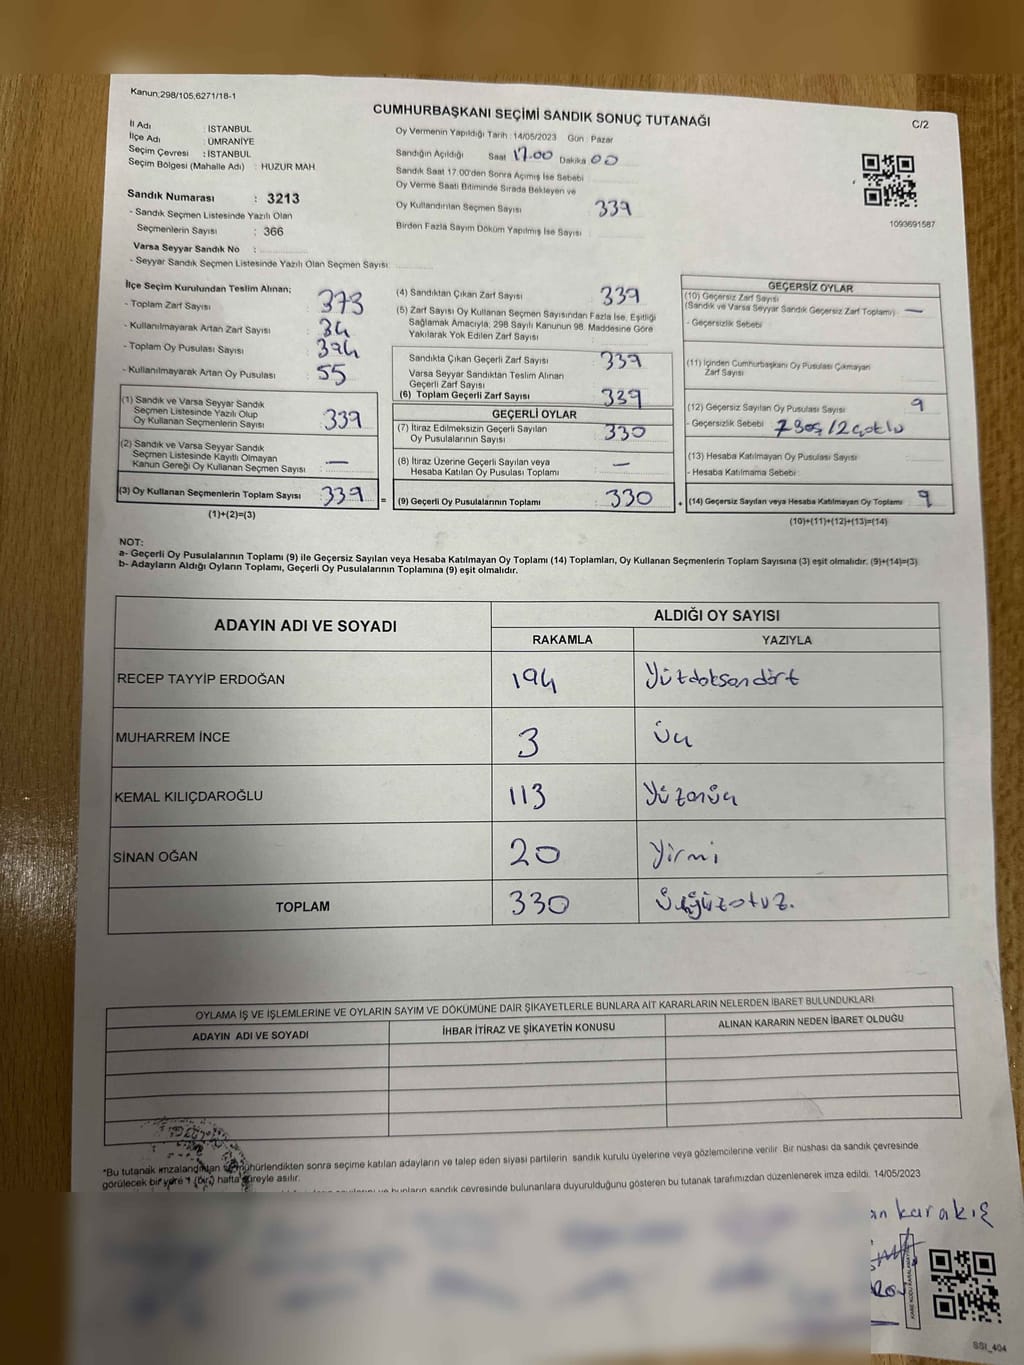 Kanun;298/105,6271/18-1
CUMHURBAŞKANI SEÇİMİ SANDIK SONUÇ TUTANAĞI
C/2
İl Adı : İSTANBUL
İlçe Adı : ÜMRANİYE
Seçim Çevresi : İSTANBUL
Seçim Bölgesi (Mahalle Adı) : HUZUR MAH
Oy Vermenin Yapıldığı Tarih :14/05/2023 Gün : Pazar
Sandığın Açıldığı Saat 17.00 Dakika 00
Sandık Saat 17:00'den Sonra Açımış İse Sebebi
Oy Verme Saati Bitiminde Sırada Bekleyen ve
Oy Kullandırılan Seçmen Sayısı 339
Birden Fazla Sayım Döküm Yapılmış İse Sayısı :
1093691587
Sandık Numarası : 3213
- Sandık Seçmen Listesinde Yazılı Olan
Seçmenlerin Sayısı : 366
Varsa Seyyar Sandık No :
- Seyyar Sandık Seçmen Listesinde Yazılı Olan Seçmen Sayısı:
İlçe Seçim Kurulundan Teslim Alınan;
- Toplam Zarf Sayısı 373
- Kullanılmayarak Artan Zarf Sayısı : 34
- Toplam Oy Pusulası Sayısı : 394
- Kullanılmayarak Artan Oy Pusulası : 55
(1) Sandık ve Varsa Seyyar Sandık
Seçmen Listesinde Yazılı Olup
Oy Kullanan Seçmenlerin Sayısı : 339
(2) Sandık ve Varsa Seyyar Sandık
Seçmen Listesinde Kayıtlı Olmayan
Kanun Gereği Oy Kullanan Seçmen Sayısı : —
(3) Oy Kullanan Seçmenlerin Toplam Sayısı : 339 =
(1)+(2)=(3)
(4) Sandıktan Çıkan Zarf Sayısı : 339
(5) Zarf Sayısı Oy Kullanan Seçmen Sayısından Fazla İse, Eşitliği
Sağlamak Amacıyla; 298 Sayılı Kanunun 98. Maddesine Göre
Yakılarak Yok Edilen Zarf Sayısı :
Sandıkta Çıkan Geçerli Zarf Sayısı : 339
Varsa Seyyar Sandıktan Teslim Alınan
Geçerli Zarf Sayısı :
(6) Toplam Geçerli Zarf Sayısı : 339
GEÇERLİ OYLAR
(7) İtiraz Edilmeksizin Geçerli Sayılan
Oy Pusulalarının Sayısı : 330
(8) İtiraz Üzerine Geçerli Sayılan veya
Hesaba Katılan Oy Pusulası Toplamı : —
(9) Geçerli Oy Pusulalarının Toplamı : 330 +
GEÇERSİZ OYLAR
(10) Geçersiz Zarf Sayısı
(Sandık ve Varsa Seyyar Sandık Geçersiz Zarf Toplamı) : —
- Geçersizlik Sebebi :
(11) İçinden Cumhurbaşkanı Oy Pusulası Çıkmayan
Zarf Sayısı :
(12) Geçersiz Sayılan Oy Pusulası Sayısı : 9
- Geçersizlik Sebebi : 7 Boş / 2 çoklu
(13) Hesaba Katılmayan Oy Pusulası Sayısı :
- Hesaba Katılmama Sebebi :
(14) Geçersiz Sayılan veya Hesaba Katılmayan Oy Toplamı : 9
(10)+(11)+(12)+(13)=(14)
NOT:
a- Geçerli Oy Pusulalarının Toplamı (9) ile Geçersiz Sayılan veya Hesaba Katılmayan Oy Toplamı (14) Toplamları, Oy Kullanan Seçmenlerin Toplam Sayısına (3) eşit olmalıdır. (9)+(14)=(3)
b- Adayların Aldığı Oyların Toplamı, Geçerli Oy Pusulalarının Toplamına (9) eşit olmalıdır.
ADAYIN ADI VE SOYADI
ALDIĞI OY SAYISI
RAKAMLA YAZIYLA
RECEP TAYYİP ERDOĞAN 194 Yüzdoksandört
MUHARREM İNCE 3 Üç
KEMAL KILIÇDAROĞLU 113 Yüzonüç
SİNAN OĞAN 20 Yirmi
TOPLAM 330 Üçyüzotuz.
OYLAMA İŞ VE İŞLEMLERİNE VE OYLARIN SAYIM VE DÖKÜMÜNE DAİR ŞİKAYETLERLE BUNLARA AİT KARARLARIN NELERDEN İBARET BULUNDUKLARI
ADAYIN ADI VE SOYADI İHBAR İTİRAZ VE ŞİKAYETİN KONUSU ALINAN KARARIN NEDEN İBARET OLDUĞU
*Bu tutanak imzalandıktan ve mühürlendikten sonra seçime katılan adayların ve talep eden siyasi partilerin sandık kurulu üyelerine veya gözlemcilerine verilir. Bir nüshası da sandık çevresinde
görülecek bir yere 1 (bir) hafta süreyle asılır.
bunların sandık çevresinde bulunanlara duyurulduğunu gösteren bu tutanak tarafımızdan düzenlenerek imza edildi. 14/05/2023
karakış
SSI_404